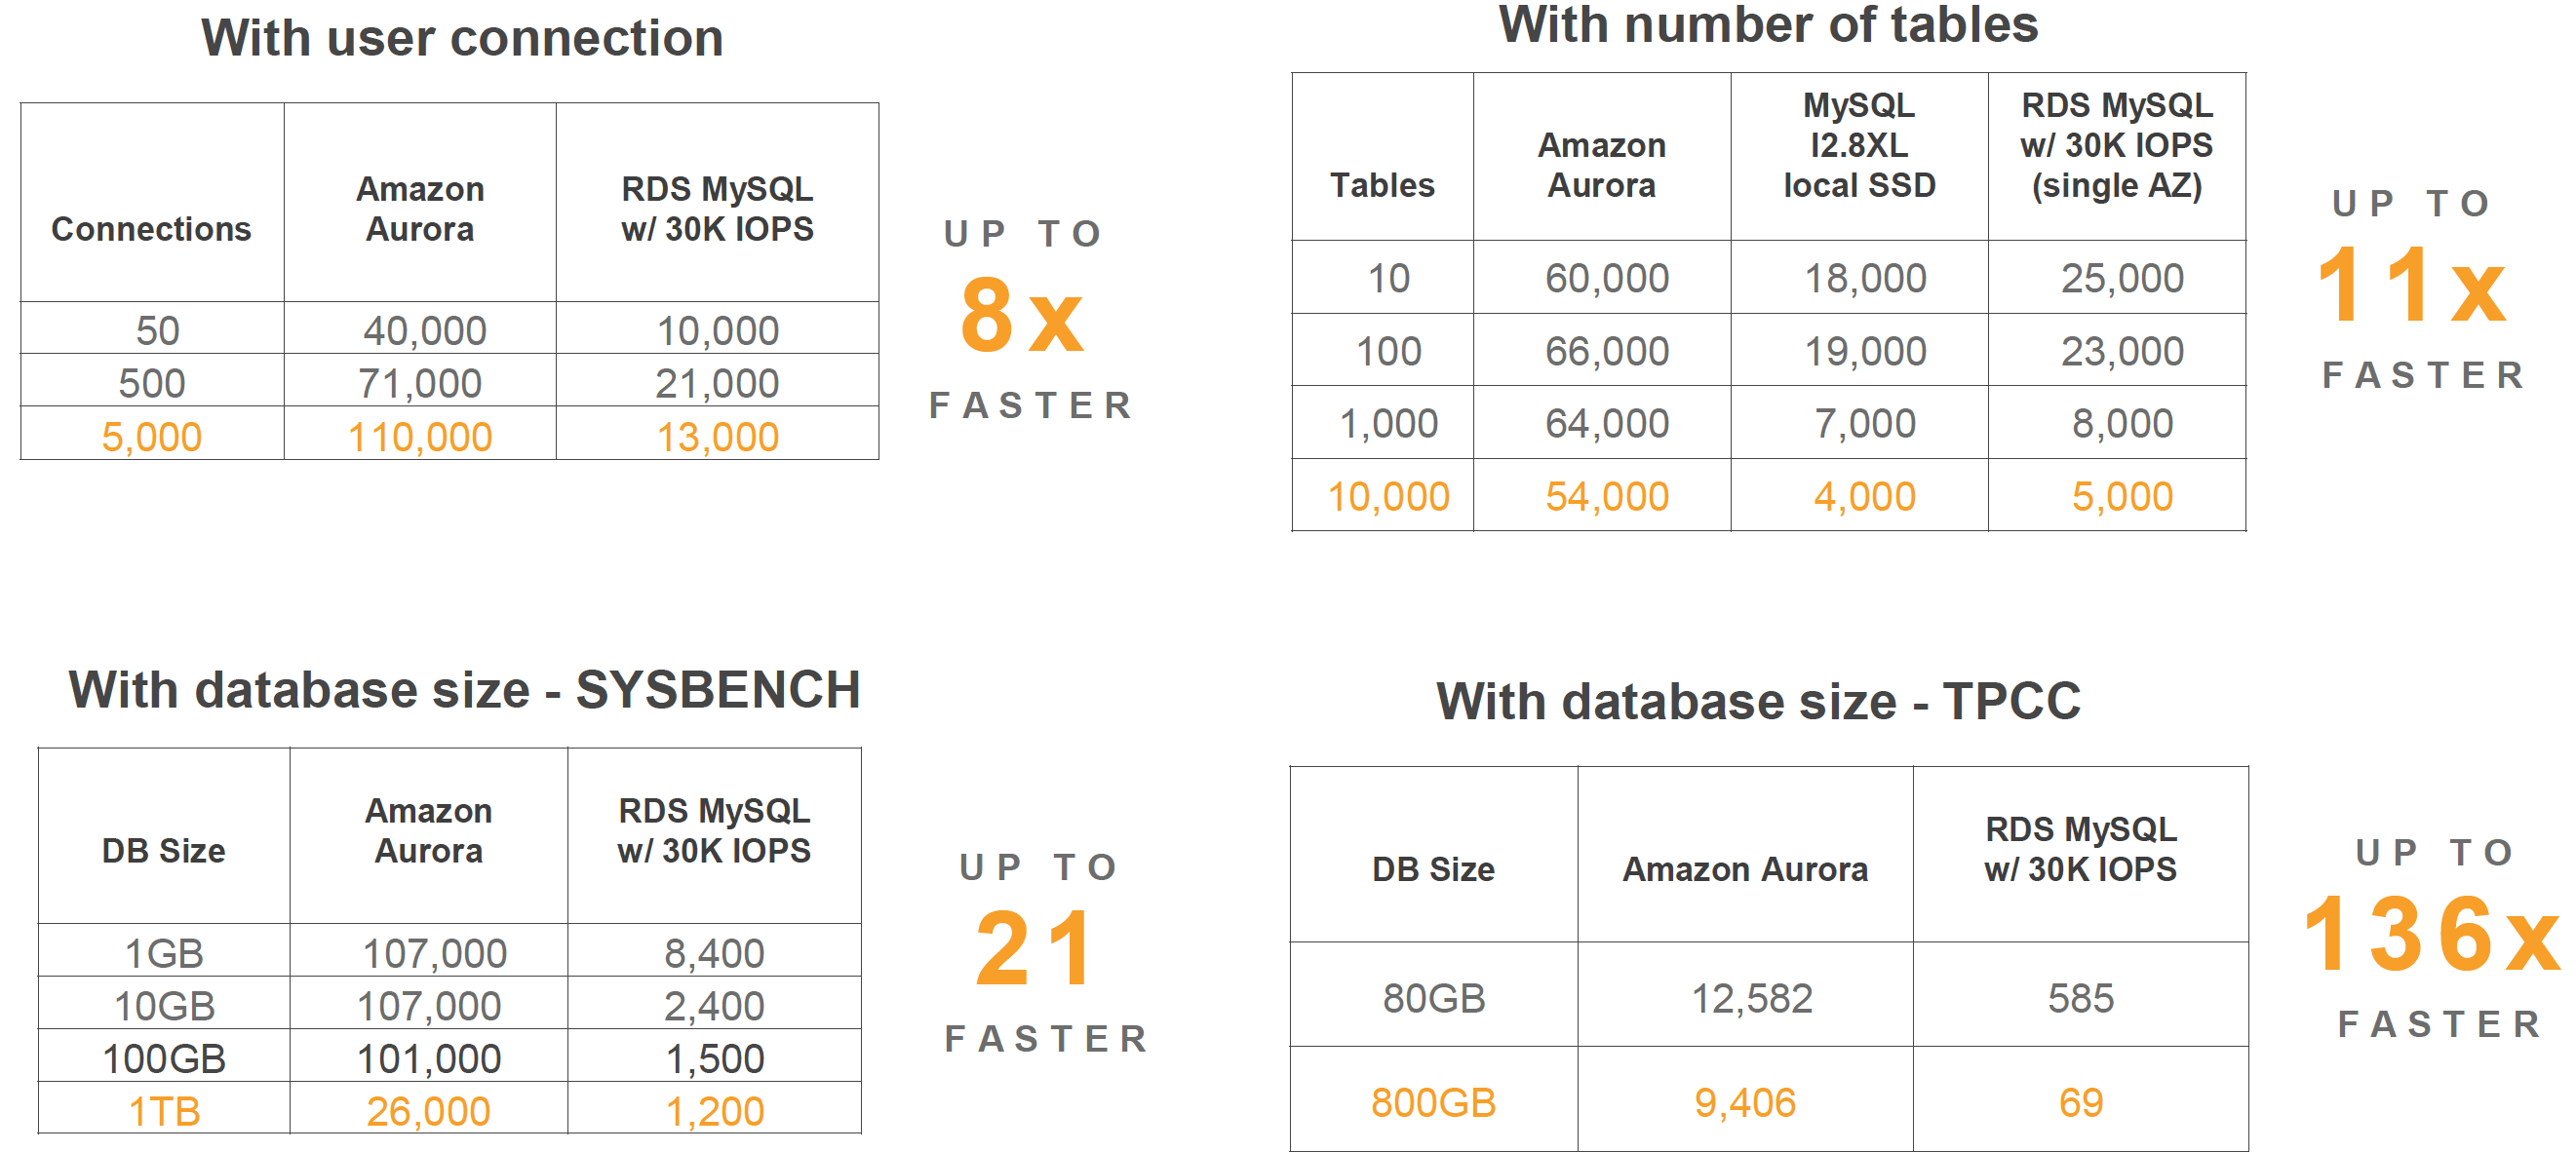 With user connection
Connections
Amazon
Aurora
RDS MySQL
w/ 30K IOPS
50 40,000 10,000
500 71,000 21,000
5,000 110,000 13,000
UP TO
8x
FASTER
With number of tables
Tables
Amazon
Aurora
MySQL
I2.8XL
local SSD
RDS MySQL
w/ 30K IOPS
(single AZ)
10 60,000 18,000 25,000
100 66,000 19,000 23,000
1,000 64,000 7,000 8,000
10,000 54,000 4,000 5,000
UP TO
11x
FASTER
With database size - SYSBENCH
DB Size
Amazon
Aurora
RDS MySQL
w/ 30K IOPS
1GB 107,000 8,400
10GB 107,000 2,400
100GB 101,000 1,500
1TB 26,000 1,200
UP TO
21
FASTER
With database size - TPCC
DB Size
Amazon Aurora
RDS MySQL
w/ 30K IOPS
80GB 12,582 585
800GB 9,406 69
UP TO
136x
FASTER